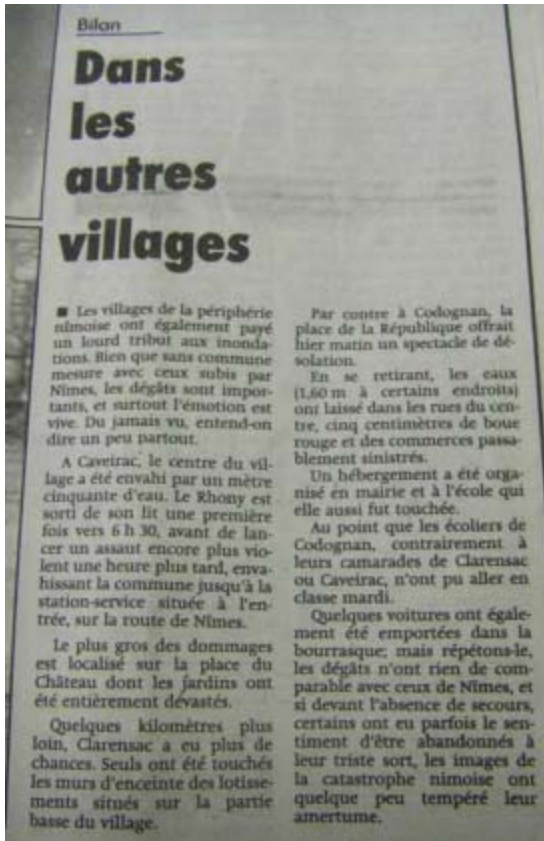 Bilan
Dans
les
autres
villages
■ Les villages de la périphérie
nîmoise ont également payé
un lourd tribut aux inonda-
tions. Bien que sans commune
mesure avec ceux subis par
Nîmes, les dégâts sont impor-
tants, et surtout l'émotion est
vive. Du jamais vu, entend-on
dire un peu partout.
A Caveirac, le centre du vil-
lage a été envahi par un mètre
cinquante d'eau. Le Rhony est
sorti de son lit une première
fois vers 6 h 30, avant de lan-
cer un assaut encore plus vio-
lent une heure plus tard, enva-
hissant la commune jusqu'à la
station-service située à l'en-
trée, sur la route de Nîmes.
Le plus gros des dommages
est localisé sur la place du
Château dont les jardins ont
été entièrement dévastés.
Quelques kilomètres plus
loin, Clarensac a eu plus de
chances. Seuls ont été touchés
les murs d'enceinte des lotisse-
ments situés sur la partie
basse du village.
Par contre à Codognan, la
place de la République offrait
hier matin un spectacle de dé-
solation.
En se retirant, les eaux
(1,60 m à certains endroits)
ont laissé dans les rues du cen-
tre, cinq centimètres de boue
rouge et des commerces passa-
blement sinistrés.
Un hébergement a été orga-
nisé en mairie et à l'école qui
elle aussi fut touchée.
Au point que les écoliers de
Codognan, contrairement à
leurs camarades de Clarensac
ou Caveirac, n'ont pu aller en
classe mardi.
Quelques voitures ont égale-
ment été emportées dans la
bourrasque; mais répétons-le,
les dégâts n'ont rien de com-
parable avec ceux de Nîmes, et
si devant l'absence de secours,
certains ont eu parfois le sen-
timent d'être abandonnés à
leur triste sort, les images de
la catastrophe nîmoise ont
quelque peu tempéré leur
amertume.